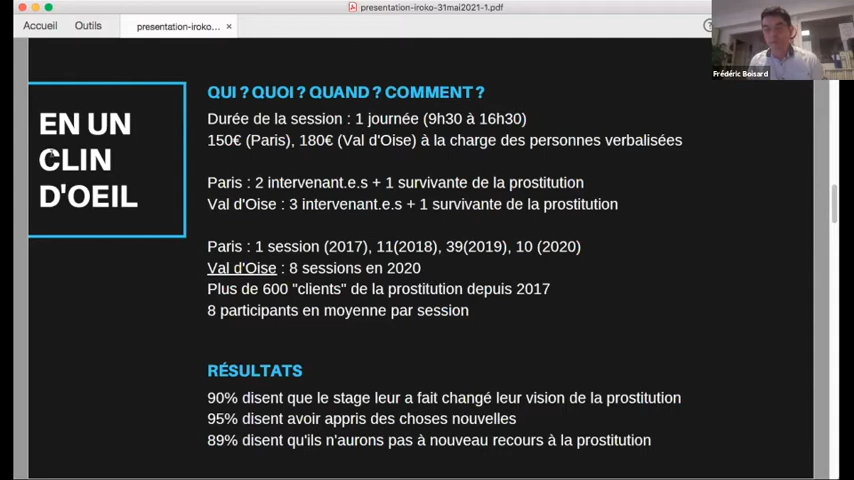 presentation-iroko-31mai2021-1.pdf
Accueil
Outils
presentation-iroko... ×
Frédéric Boisard
EN UN
CLIN
D'OEIL
QUI ? QUOI ? QUAND ? COMMENT ?
Durée de la session : 1 journée (9h30 à 16h30)
150€ (Paris), 180€ (Val d'Oise) à la charge des personnes verbalisées
Paris : 2 intervenant.e.s + 1 survivante de la prostitution
Val d'Oise : 3 intervenant.e.s + 1 survivante de la prostitution
Paris : 1 session (2017), 11(2018), 39(2019), 10 (2020)
Val d'Oise : 8 sessions en 2020
Plus de 600 "clients" de la prostitution depuis 2017
8 participants en moyenne par session
RÉSULTATS
90% disent que le stage leur a fait changé leur vision de la prostitution
95% disent avoir appris des choses nouvelles
89% disent qu'ils n'aurons pas à nouveau recours à la prostitution